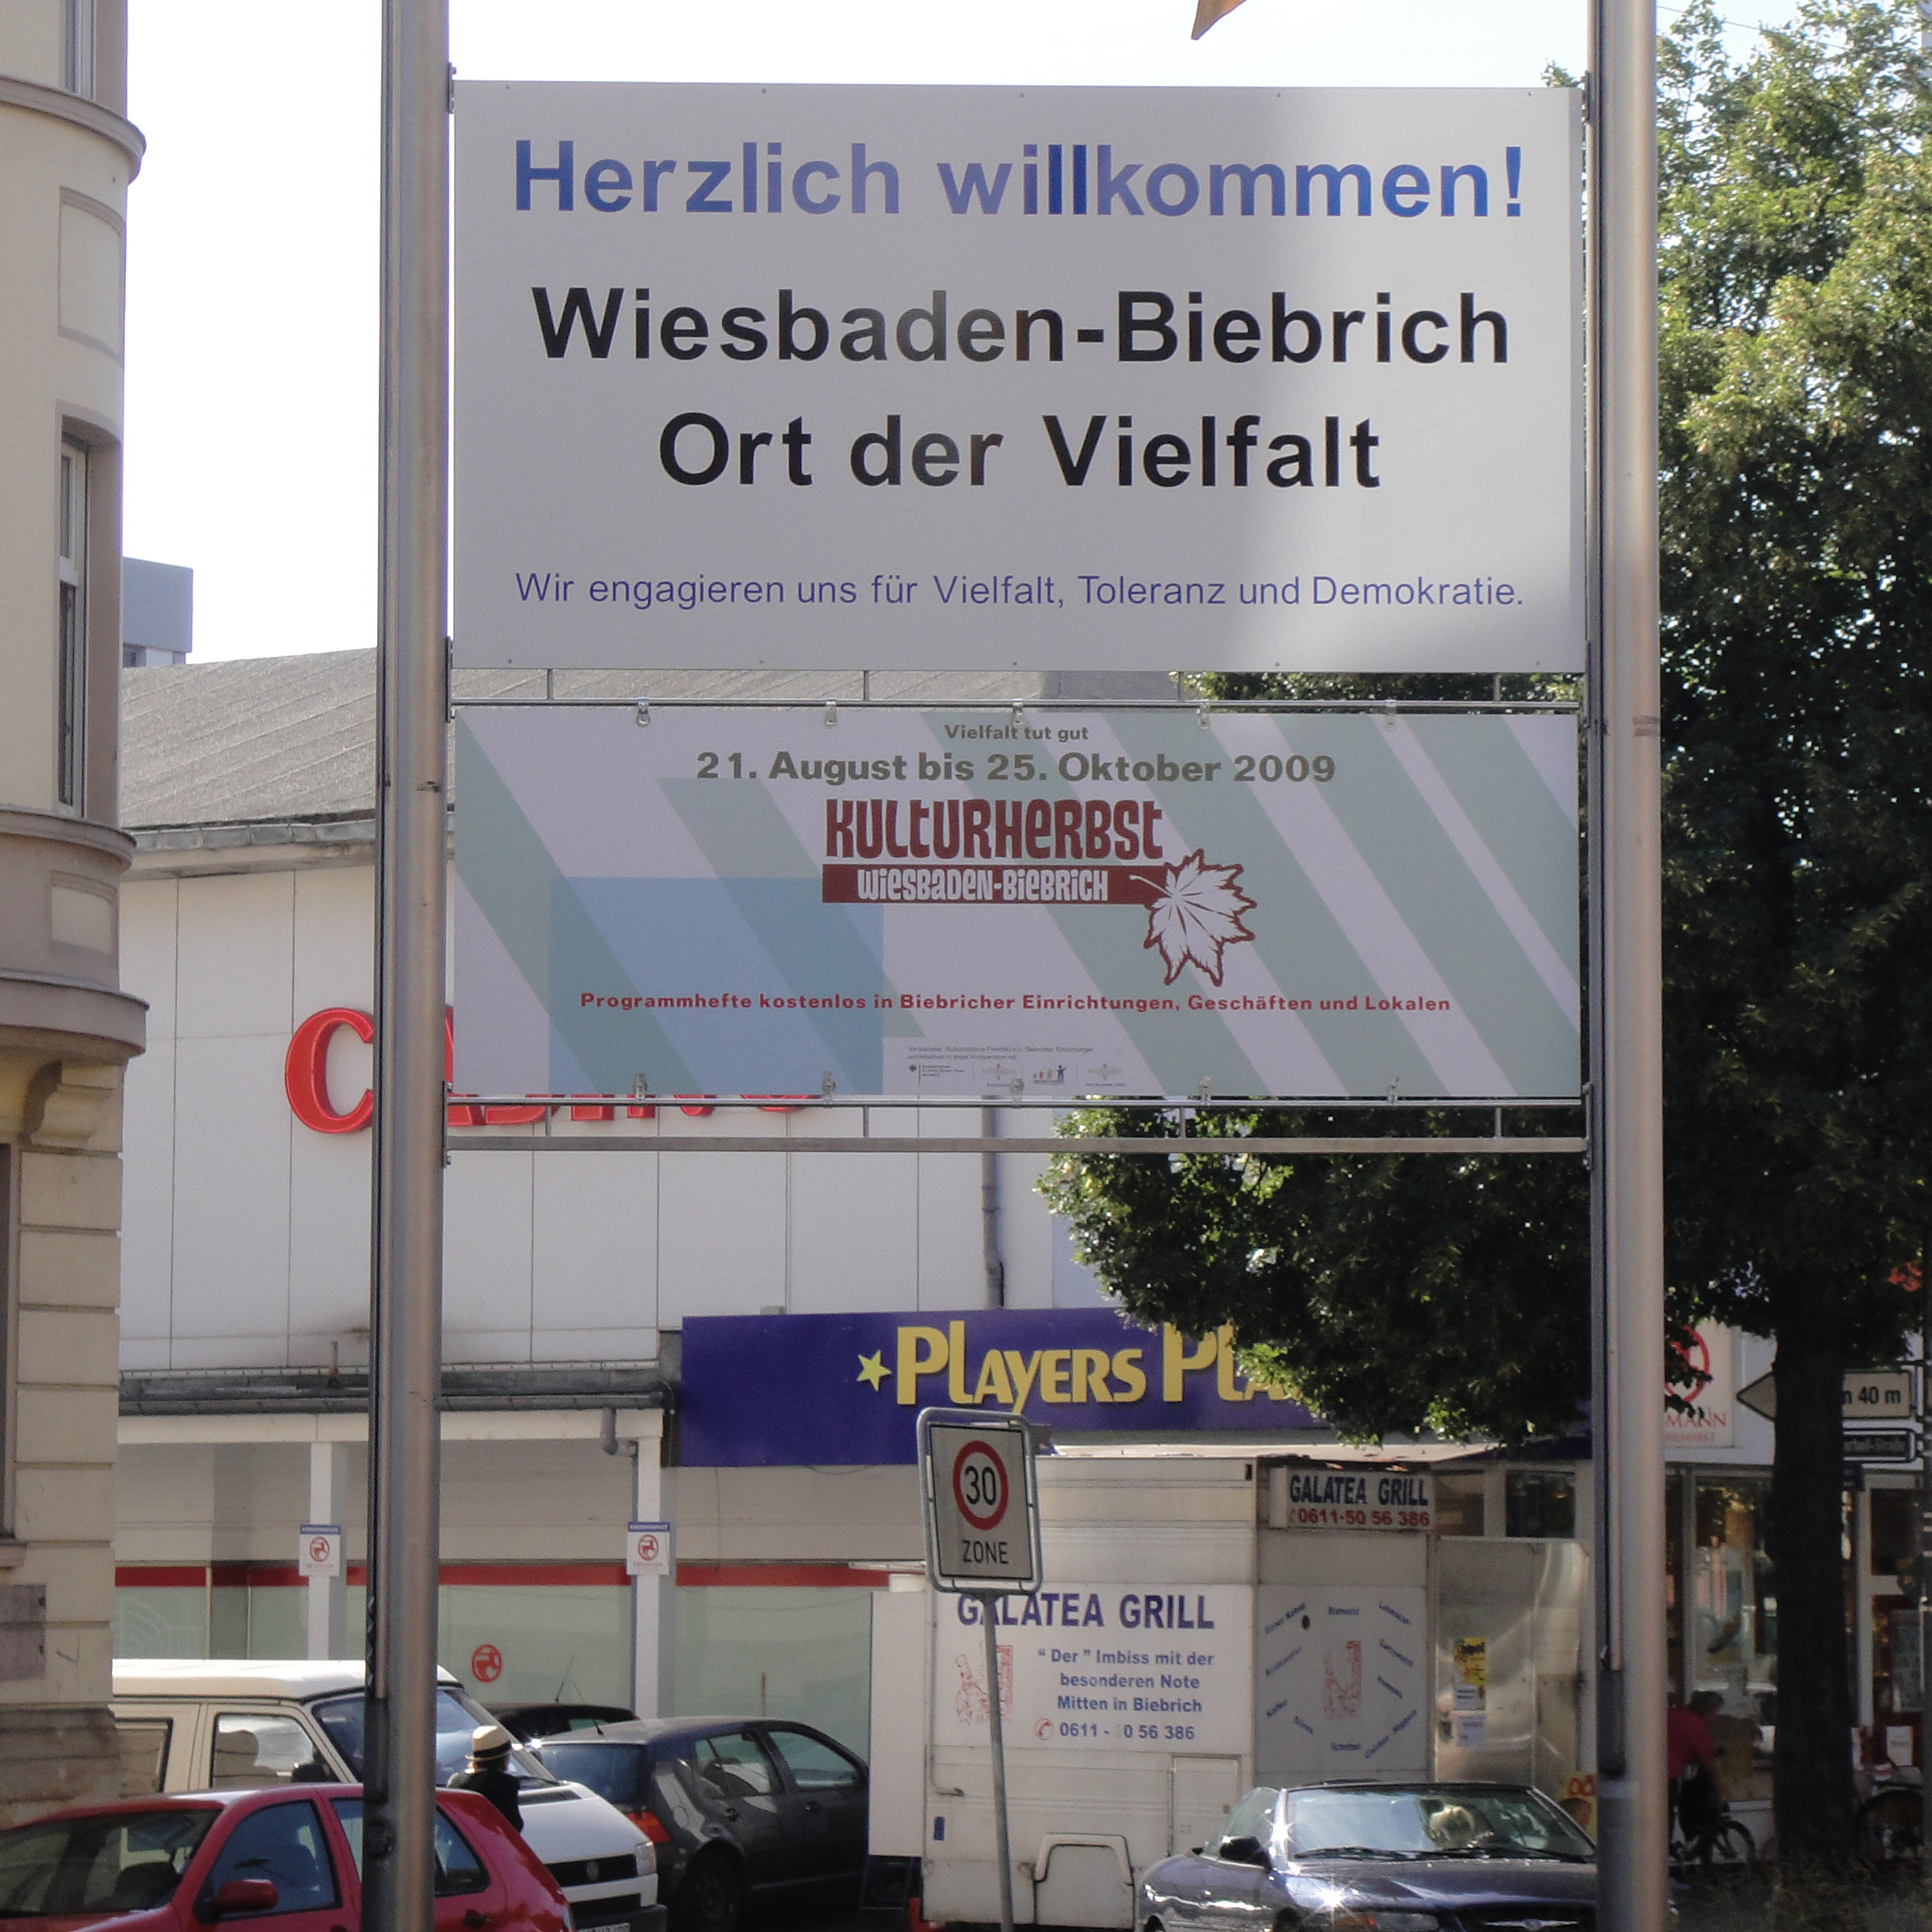 Herzlich willkommen!
Wiesbaden-Biebrich
Ort der Vielfalt
Wir engagieren uns für Vielfalt, Toleranz und Demokratie.
Vielfalt tut gut
21. August bis 25. Oktober 2009
KULTURHERBST
WIESBADEN-BIEBRICH
Programmhefte kostenlos in Biebricher Einrichtungen, Geschäften und Lokalen
PLAYERS
40 m
30
ZONE
GALATEA GRILL
0611-50 56 386
GALATEA GRILL
"Der" Imbiss mit der
besonderen Note
Mitten in Biebrich
0611 - 0 56 386